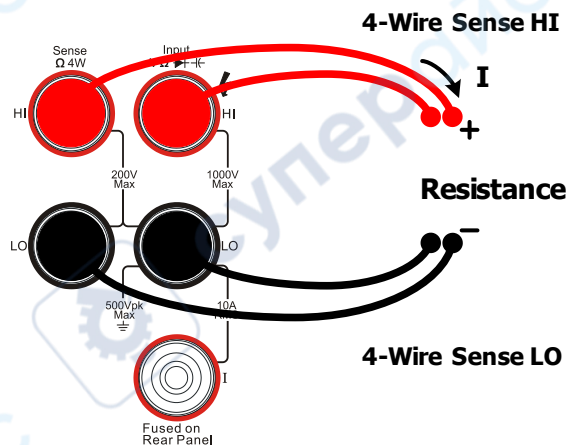 4-Wire Sense HI
Sense
Ω 4W
Input
Ω
HI
HI
I
+
200V
Max
1000V
Max
Resistance
LO
LO
−
500Vpk
Max
10A
4-Wire Sense LO
I
Fused on
Rear Panel
супер